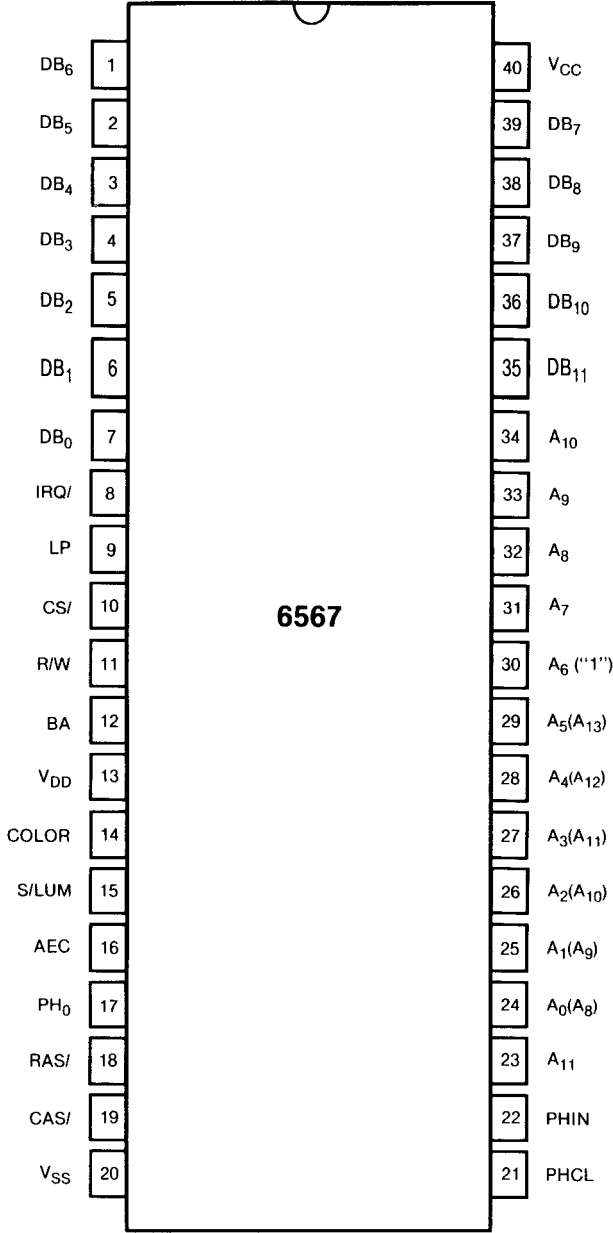 DB6 1 40 VCC
DB5 2 39 DB7
DB4 3 38 DB8
DB3 4 37 DB9
DB2 5 36 DB10
DB1 6 35 DB11
DB0 7 34 A10
IRQ/ 8 33 A9
LP 9 32 A8
CS/ 10 31 A7
6567
R/W 11 30 A6 ("1")
BA 12 29 A5(A13)
VDD 13 28 A4(A12)
COLOR 14 27 A3(A11)
S/LUM 15 26 A2(A10)
AEC 16 25 A1(A9)
PH0 17 24 A0(A8)
RAS/ 18 23 A11
CAS/ 19 22 PHIN
VSS 20 21 PHCL